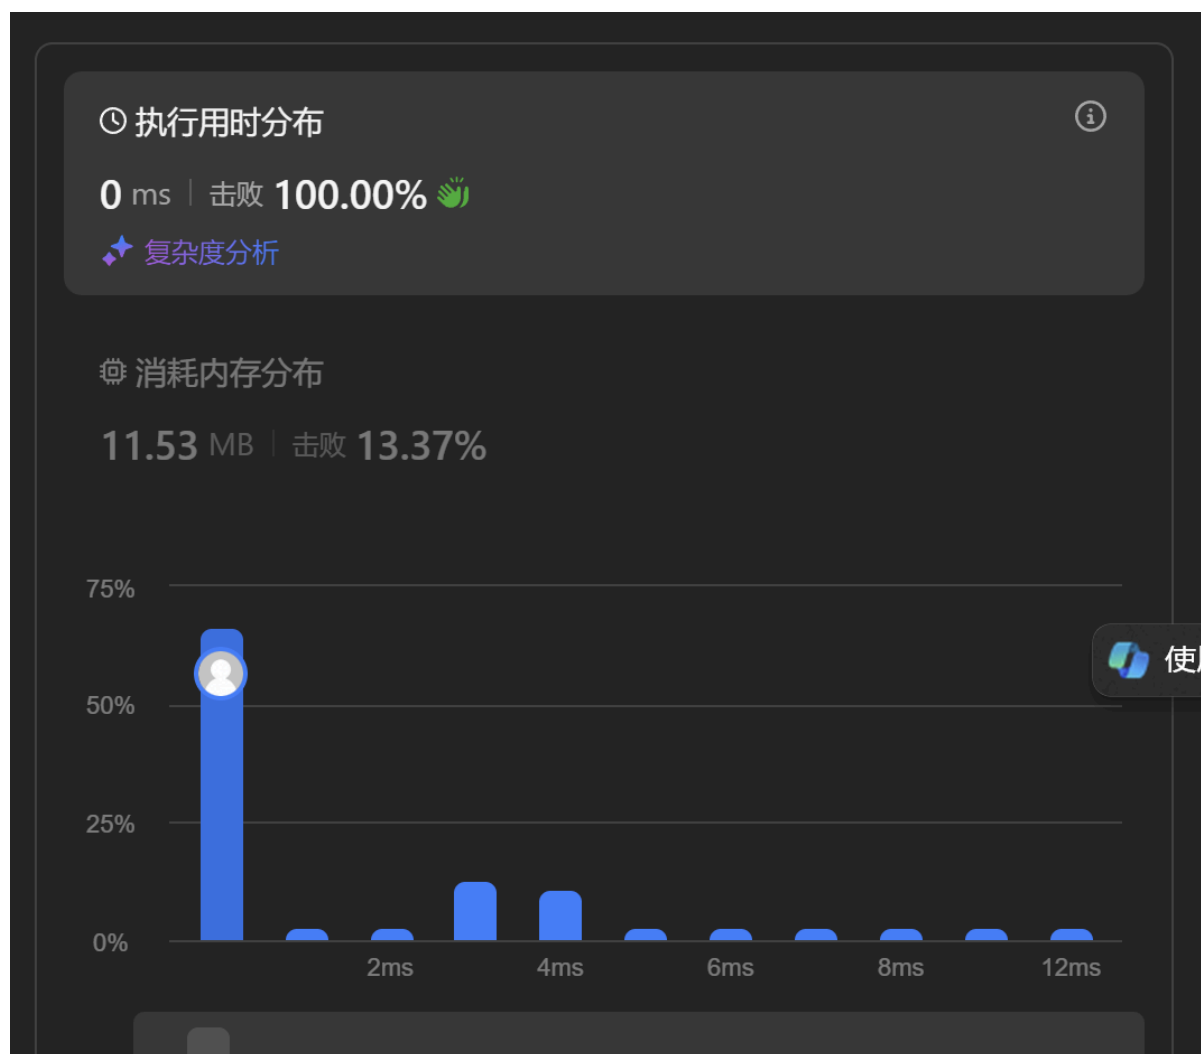 执行用时分布
0 ms 击败 100.00%
复杂度分析
消耗内存分布
11.53 MB 击败 13.37%
75%
50%
25%
0%
2ms 4ms 6ms 8ms 12ms